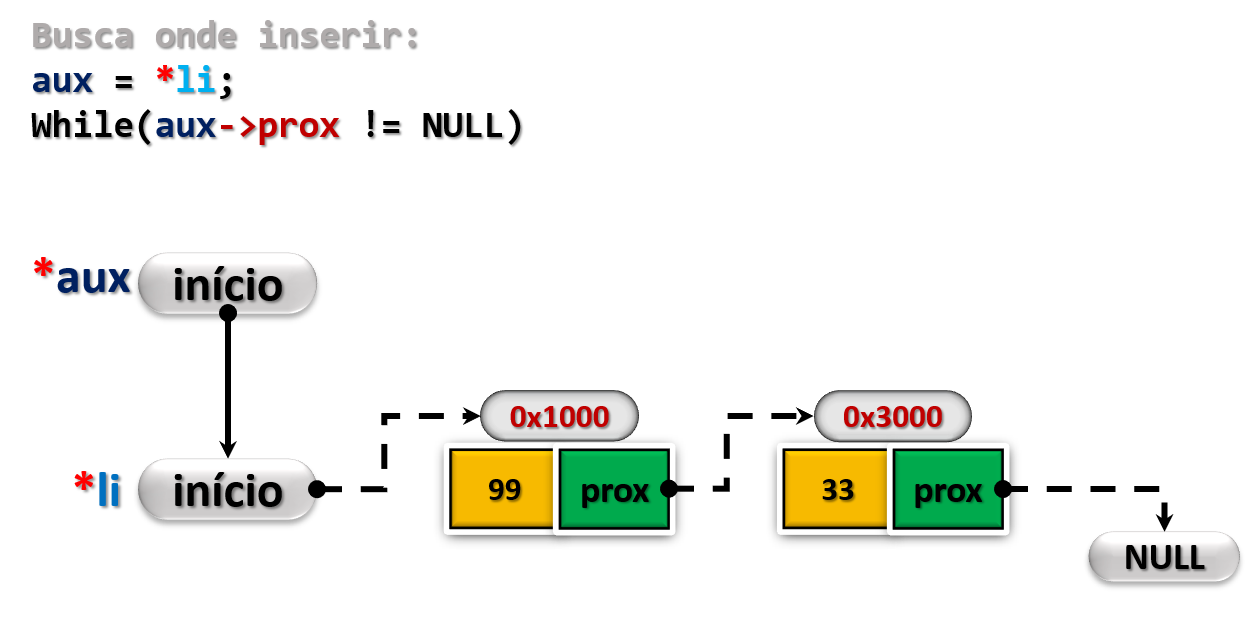 Busca onde inserir:
aux = *li;
While(aux->prox != NULL)
*aux início
0x1000 0x3000
*li início 99 prox 33 prox
NULL